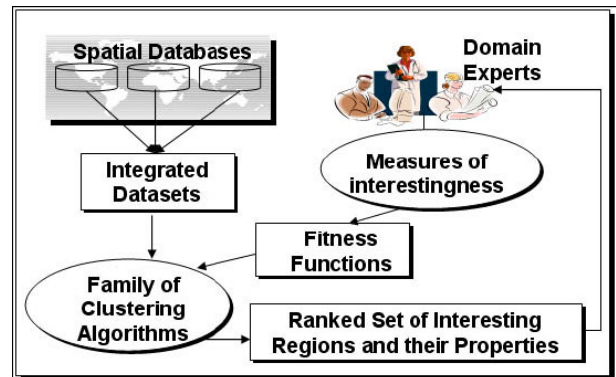 Spatial Databases
Domain
Experts
Integrated
Datasets
Measures of
interestingness
Fitness
Functions
Family of
Clustering
Algorithms
Ranked Set of Interesting
Regions and their Properties